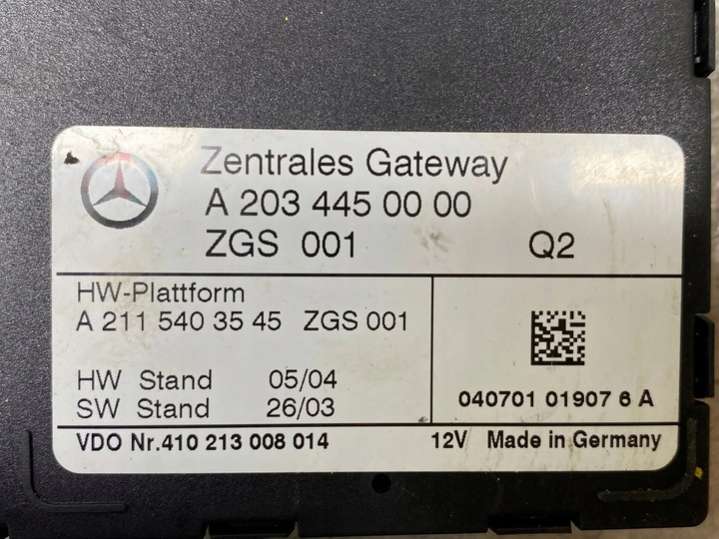 Zentrales Gateway
A 203 445 00 00
ZGS 001 Q2
HW-Plattform
A 211 540 35 45 ZGS 001
HW Stand 05/04
SW Stand 26/03
040701 01907 6 A
VDO Nr.410 213 008 014 12V Made in Germany